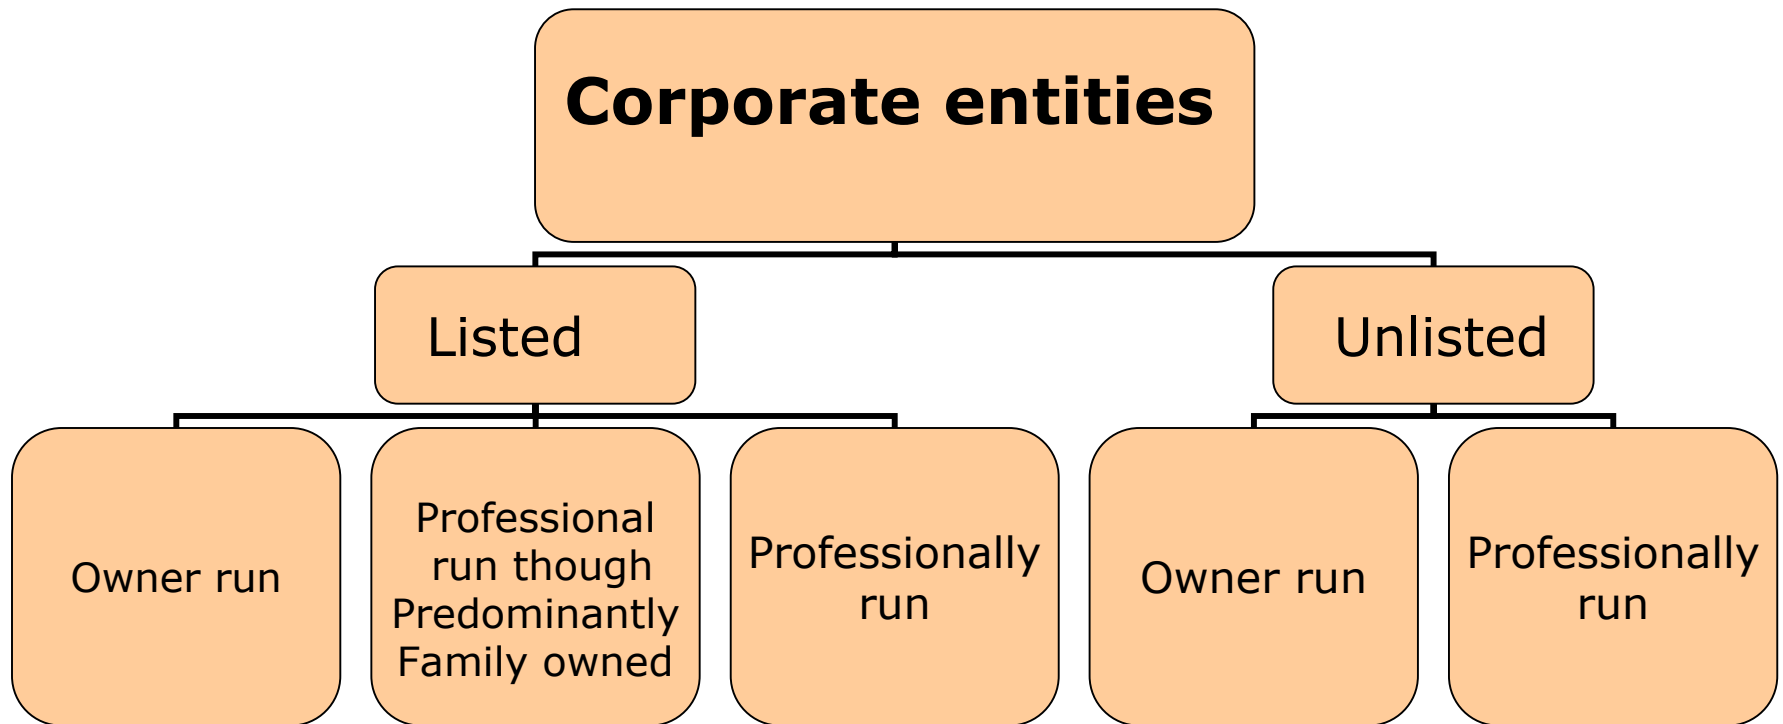 Corporate entities
Listed
Unlisted
Owner run
Professional
run though
Predominantly
Family owned
Professionally
run
Owner run
Professionally
run